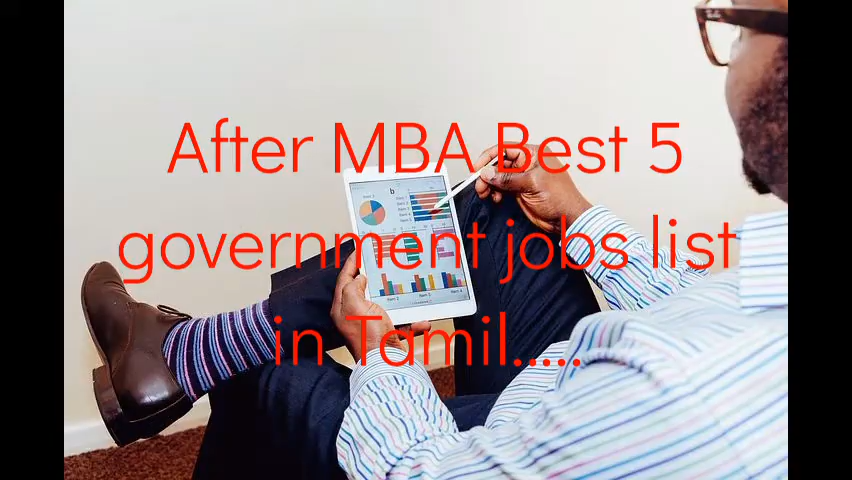 After MBA Best 5
government jobs list
in Tamil.....